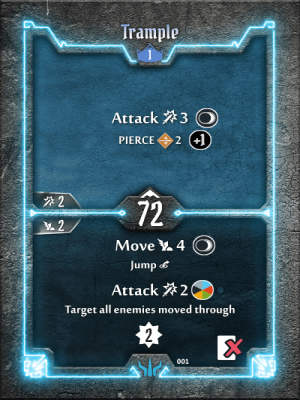 Trample
1
Attack 3
PIERCE 2 +1
2
72
2
Move 4
Jump
Attack 2
Target all enemies moved through
2
001